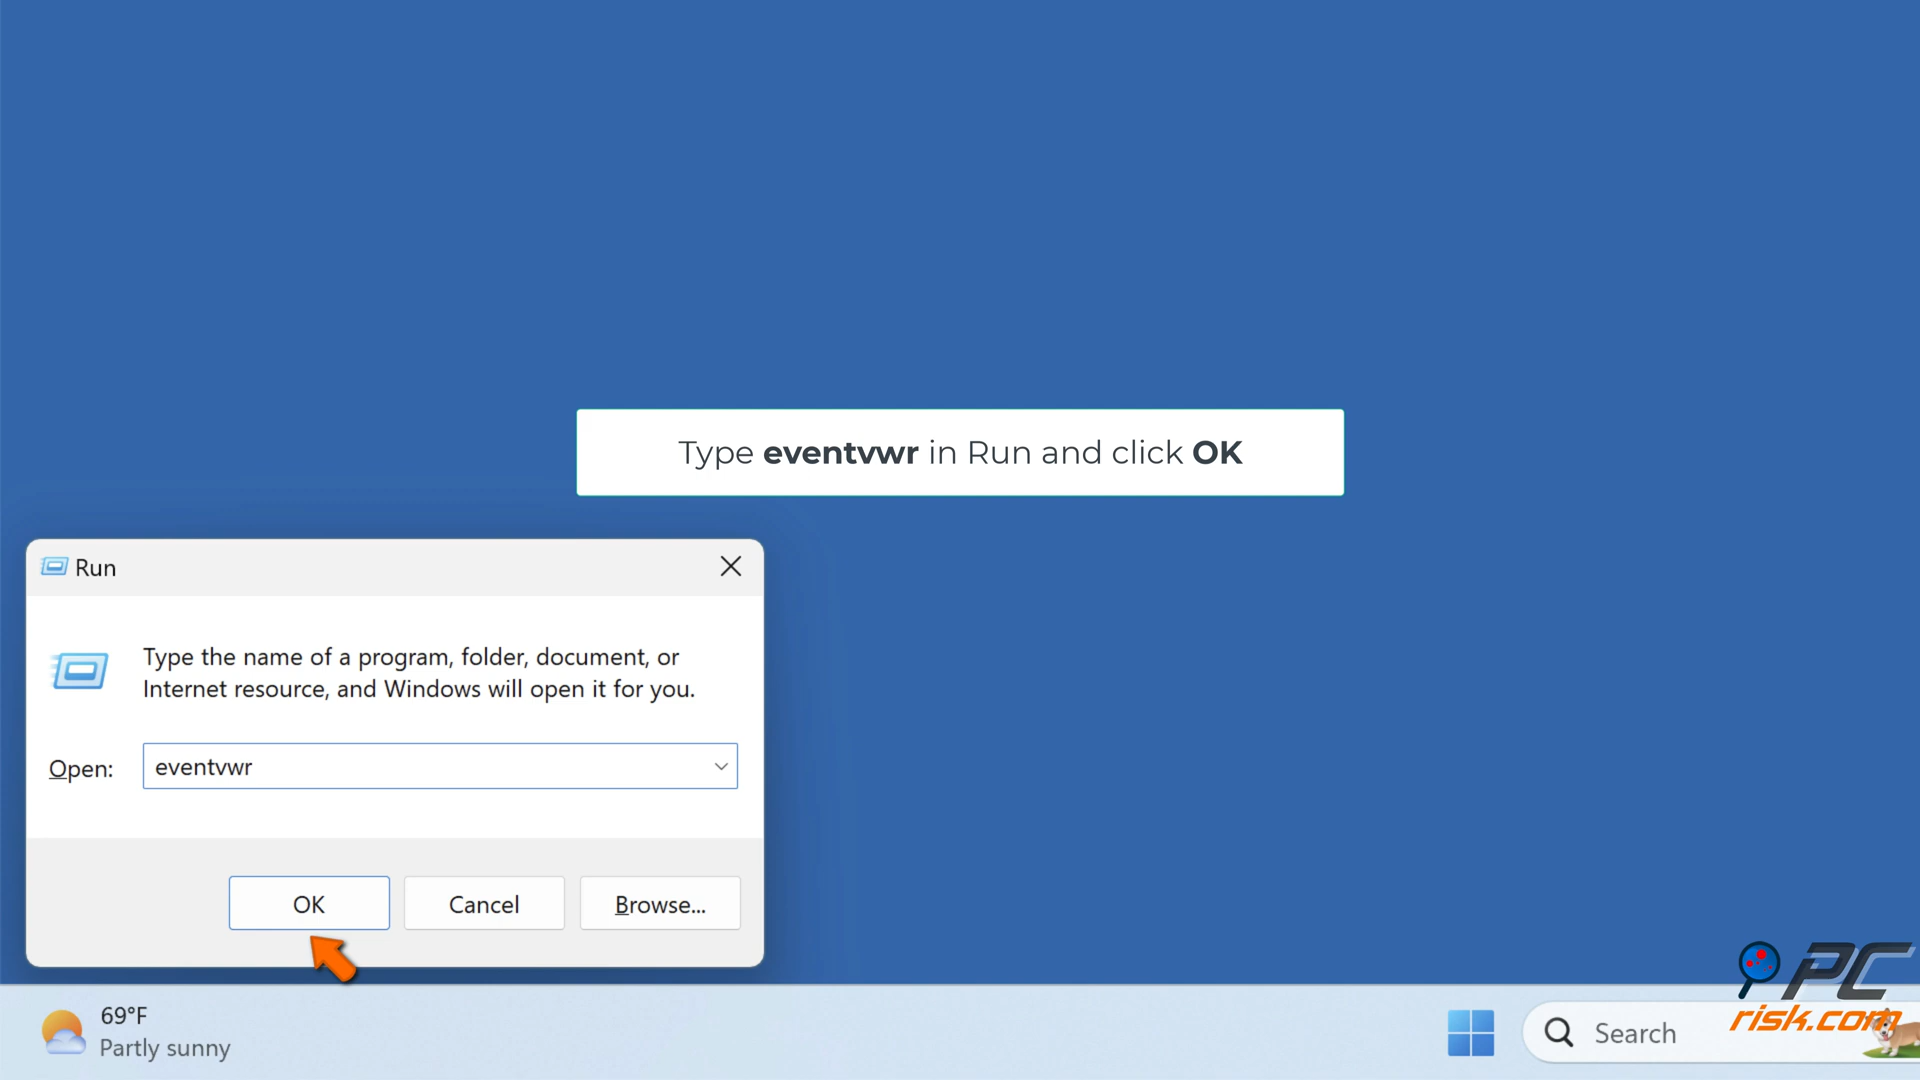 Type eventvwr in Run and click OK
Run
Type the name of a program, folder, document, or
Internet resource, and Windows will open it for you.
Open:
eventvwr
OK
Cancel
Browse...
69°F
Partly sunny
Search
PC
risk.com